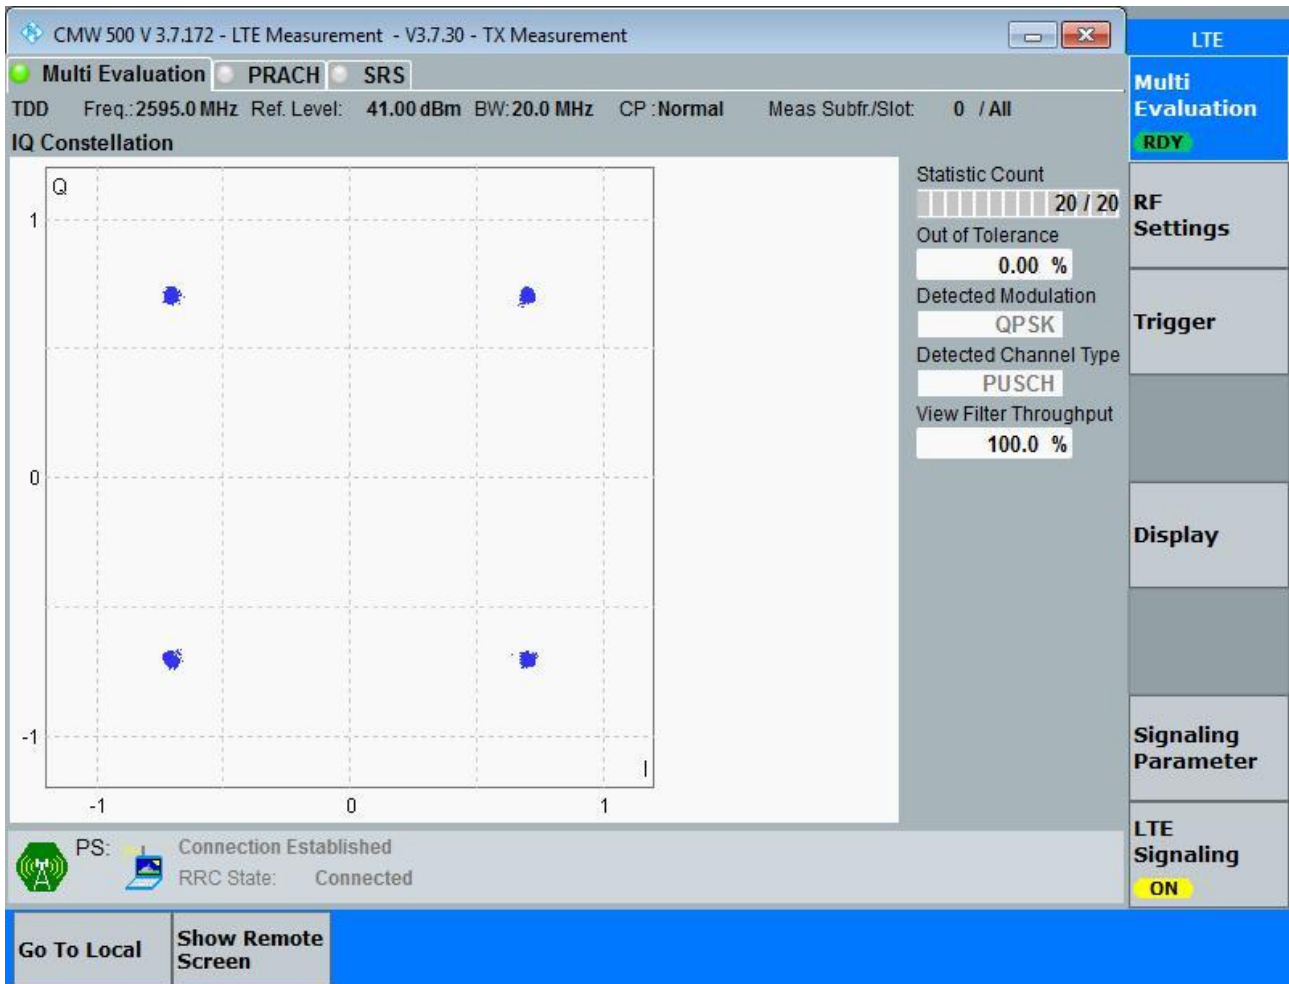 CMW 500 V 3.7.172 - LTE Measurement - V3.7.30 - TX Measurement
Multi Evaluation PRACH SRS
TDD Freq.: 2595.0 MHz Ref. Level: 41.00 dBm BW: 20.0 MHz CP : Normal Meas Subfr./Slot: 0 / All
IQ Constellation
Q
1
0
-1
I
-1 0 1
Statistic Count
20 / 20
Out of Tolerance
0.00 %
Detected Modulation
QPSK
Detected Channel Type
PUSCH
View Filter Throughput
100.0 %
PS: Connection Established
RRC State: Connected
LTE
Multi
Evaluation
RDY
RF
Settings
Trigger
Display
Signaling
Parameter
LTE
Signaling
ON
Go To Local
Show Remote
Screen